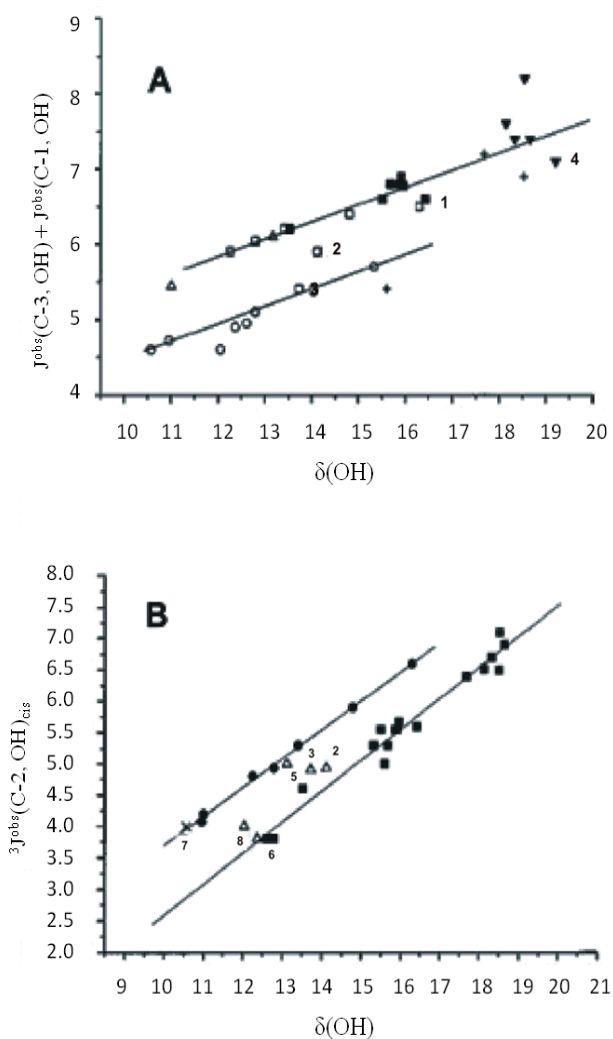 A
9
8
7
6
5
4
J^obs(C-3, OH) + J^obs(C-1, OH)
4
1
2
3
10 11 12 13 14 15 16 17 18 19 20
δ(OH)
B
8.0
7.5
7.0
6.5
6.0
5.5
5.0
4.5
4.0
3.5
3.0
2.5
2.0
³J^obs(C-2, OH)cis
3 2
5
7 8 6
9 10 11 12 13 14 15 16 17 18 19 20 21
δ(OH)